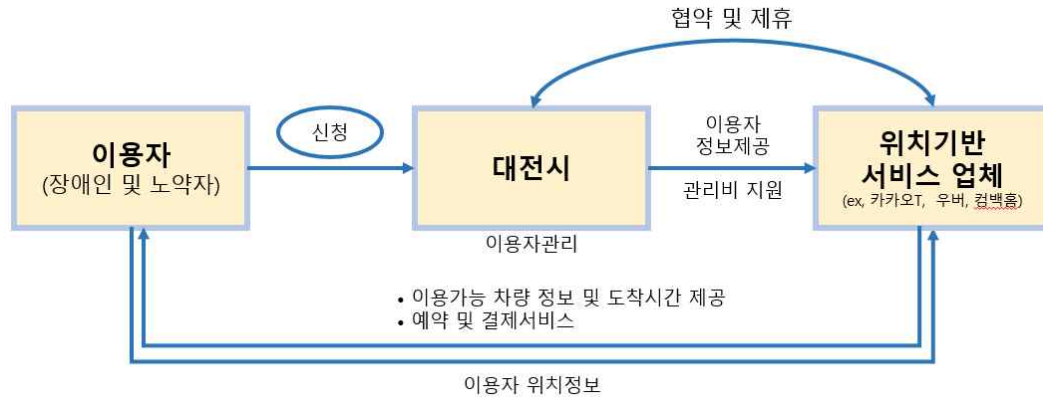 협약 및 제휴
신청
이용자
(장애인 및 노약자)
대전시
이용자
정보제공
관리비 지원
위치기반
서비스 업체
(ex, 카카오T, 우버, 컴백홈)
이용자관리
• 이용가능 차량 정보 및 도착시간 제공
• 예약 및 결제서비스
이용자 위치정보